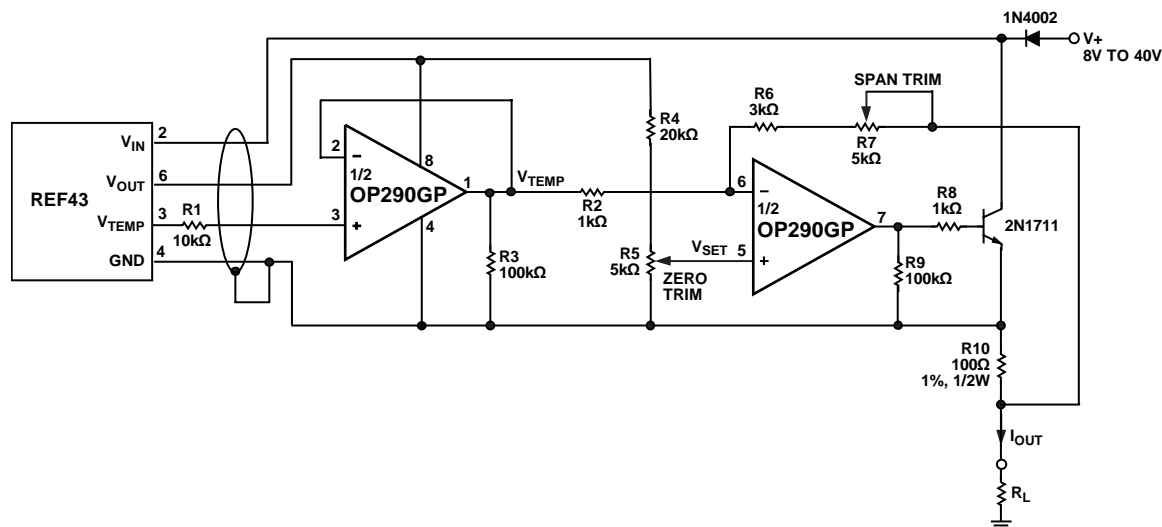 1N4002
V+
8V TO 40V
SPAN TRIM
R6
3kΩ
R7
5kΩ
R4
20kΩ
REF43
VIN
2
VOUT
6
VTEMP
3
GND
4
R1
10kΩ
2
−
8
1/2
OP290GP
1
3
+
4
VTEMP
R2
1kΩ
R3
100kΩ
R5
5kΩ
VSET
ZERO
TRIM
6
−
1/2
OP290GP
7
5
+
R8
1kΩ
2N1711
R9
100kΩ
R10
100Ω
1%, 1/2W
IOUT
RL